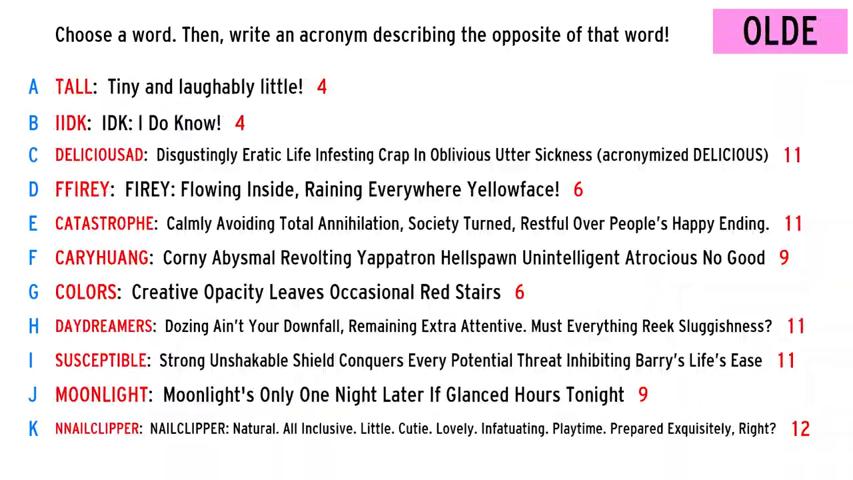 Choose a word. Then, write an acronym describing the opposite of that word!
OLDE
A TALL: Tiny and laughably little! 4
B IIDK: IDK: I Do Know! 4
C DELICIOUSAD: Disgustingly Eratic Life Infesting Crap In Oblivious Utter Sickness (acronymized DELICIOUS) 11
D FFIREY: FIREY: Flowing Inside, Raining Everywhere Yellowface! 6
E CATASTROPHE: Calmly Avoiding Total Annihilation, Society Turned, Restful Over People's Happy Ending. 11
F CARYHUANG: Corny Abysmal Revolting Yappatron Hellspawn Unintelligent Atrocious No Good 9
G COLORS: Creative Opacity Leaves Occasional Red Stairs 6
H DAYDREAMERS: Dozing Ain't Your Downfall, Remaining Extra Attentive. Must Everything Reek Sluggishness? 11
I SUSCEPTIBLE: Strong Unshakable Shield Conquers Every Potential Threat Inhibiting Barry's Life's Ease 11
J MOONLIGHT: Moonlight's Only One Night Later If Glanced Hours Tonight 9
K NNAILCLIPPER: NAILCLIPPER: Natural. All Inclusive. Little. Cutie. Lovely. Infatuating. Playtime. Prepared Exquisitely, Right? 12